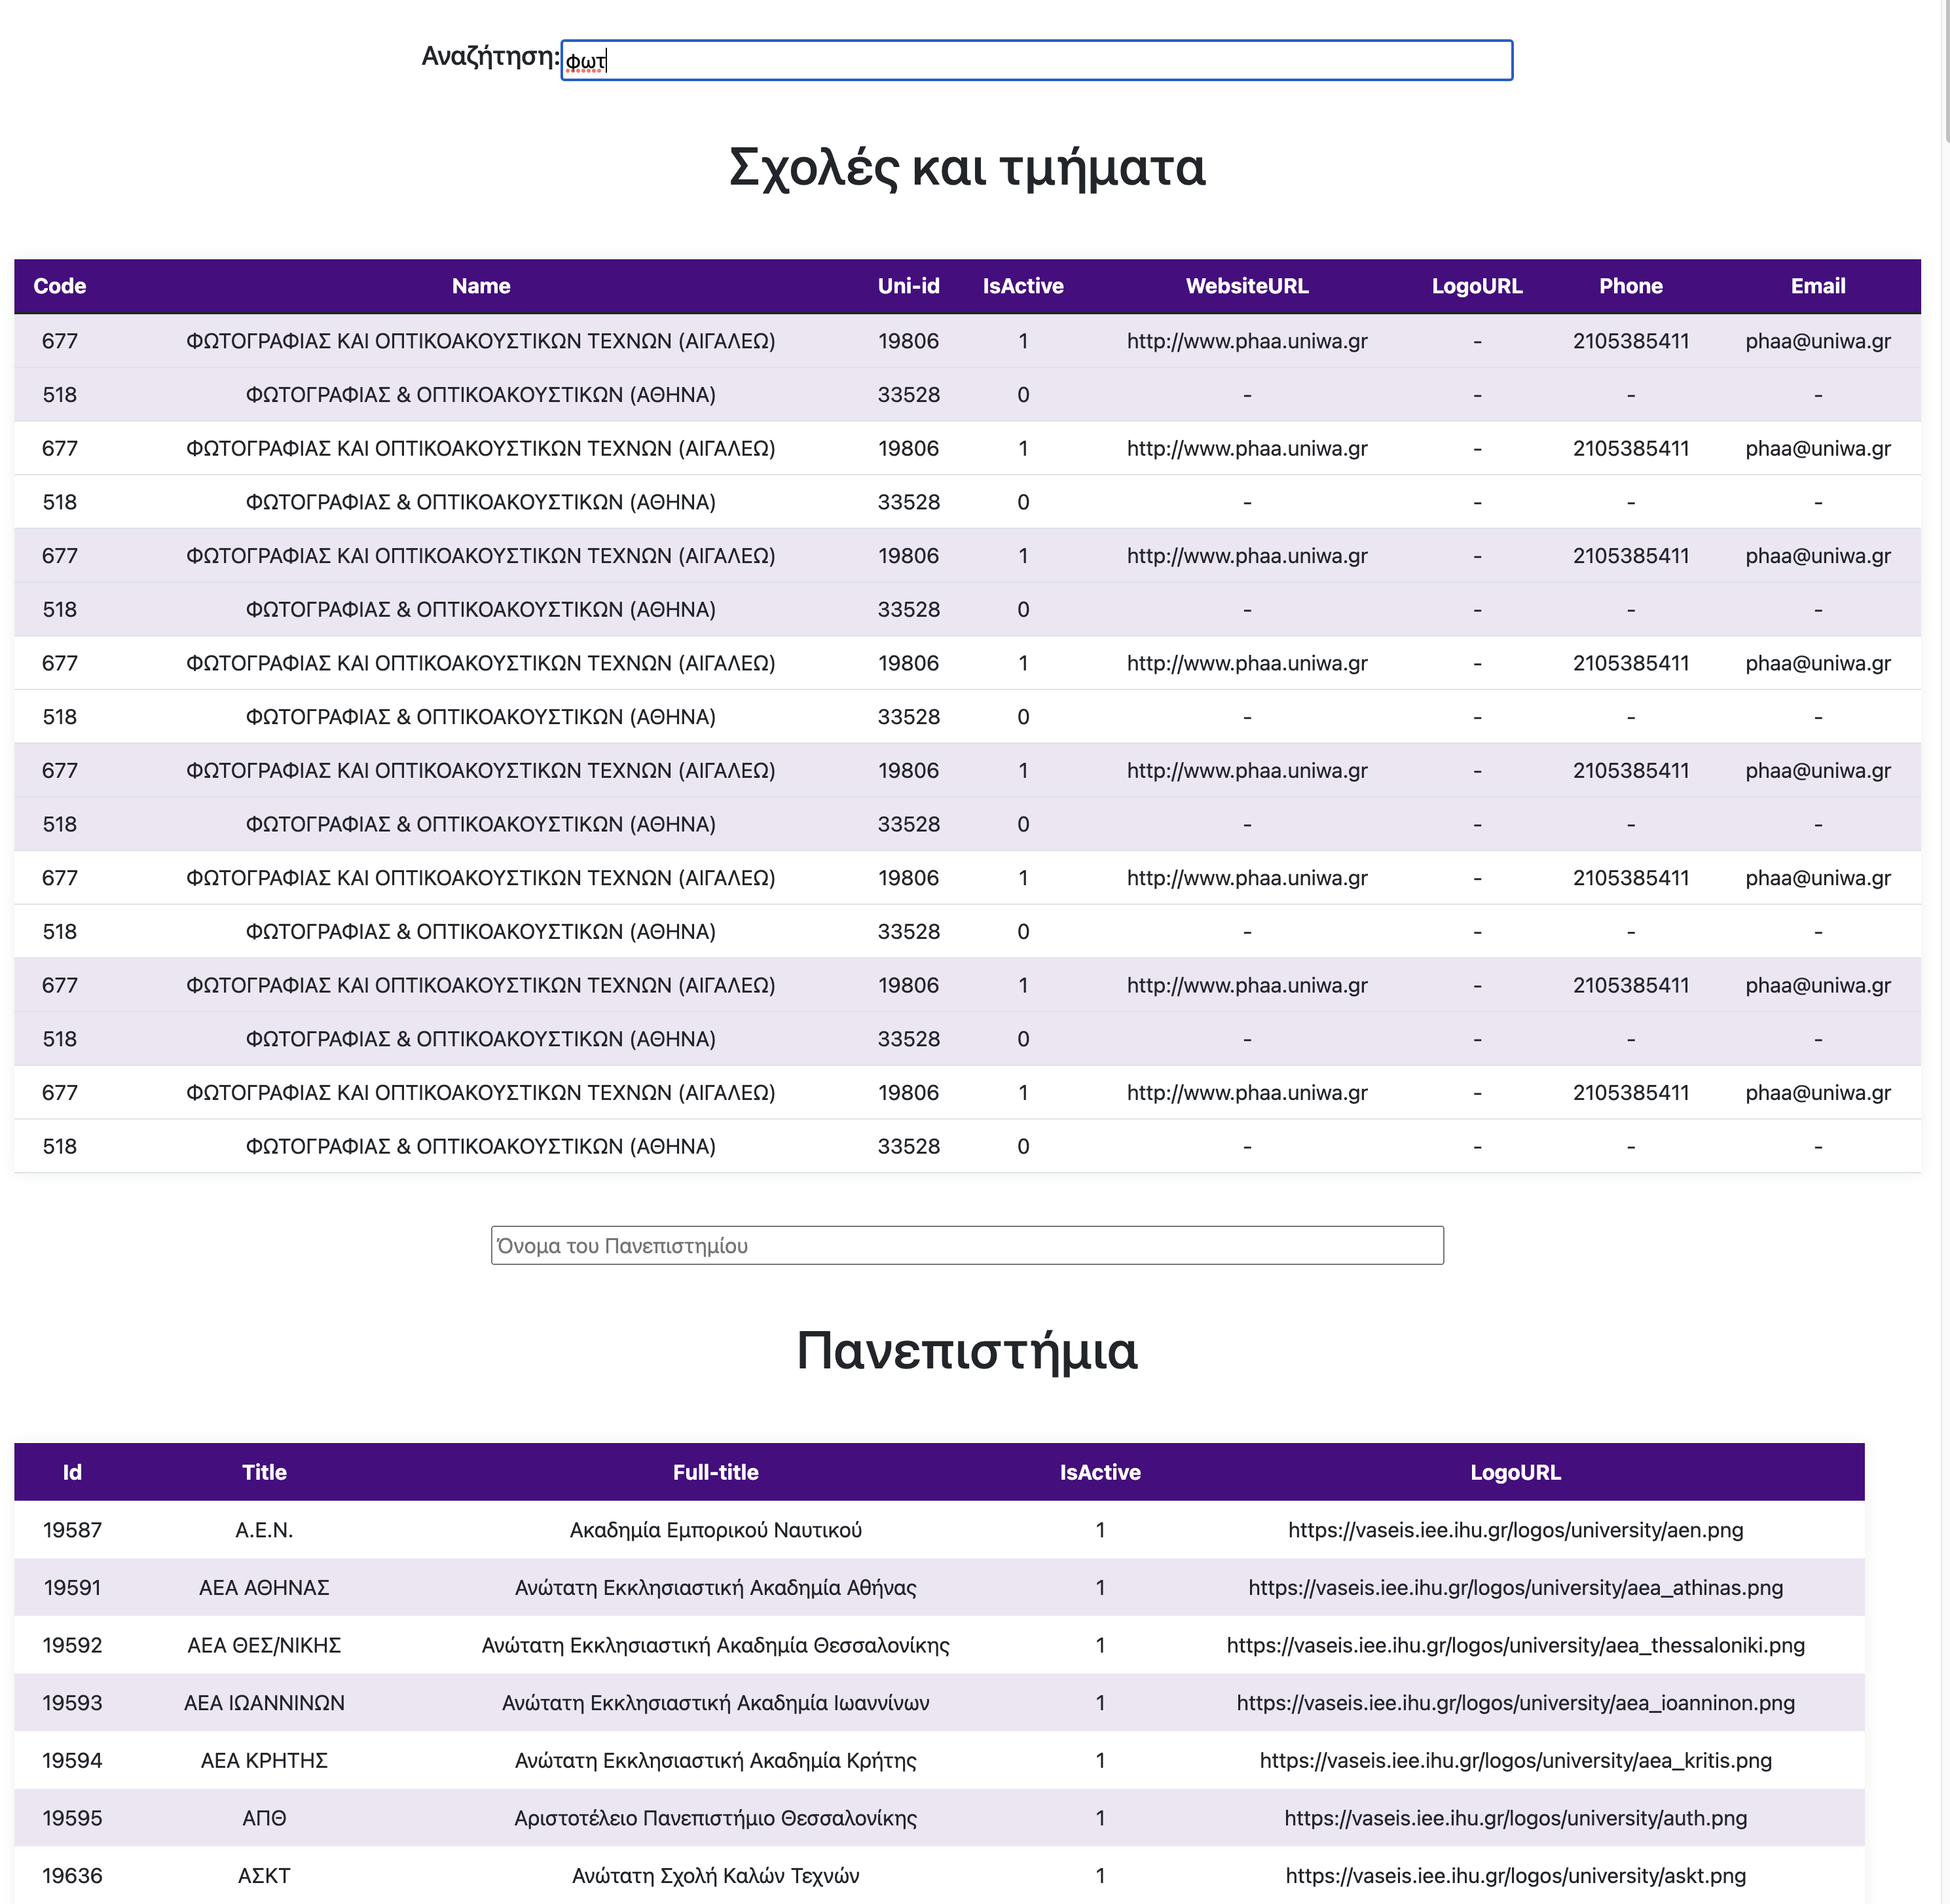 Αναζήτηση: φωτ
Σχολές και τμήματα
Code Name Uni-id IsActive WebsiteURL LogoURL Phone Email
677 ΦΩΤΟΓΡΑΦΙΑΣ ΚΑΙ ΟΠΤΙΚΟΑΚΟΥΣΤΙΚΩΝ ΤΕΧΝΩΝ (ΑΙΓΑΛΕΩ) 19806 1 http://www.phaa.uniwa.gr - 2105385411 phaa@uniwa.gr
518 ΦΩΤΟΓΡΑΦΙΑΣ & ΟΠΤΙΚΟΑΚΟΥΣΤΙΚΩΝ (ΑΘΗΝΑ) 33528 0 - - - -
677 ΦΩΤΟΓΡΑΦΙΑΣ ΚΑΙ ΟΠΤΙΚΟΑΚΟΥΣΤΙΚΩΝ ΤΕΧΝΩΝ (ΑΙΓΑΛΕΩ) 19806 1 http://www.phaa.uniwa.gr - 2105385411 phaa@uniwa.gr
518 ΦΩΤΟΓΡΑΦΙΑΣ & ΟΠΤΙΚΟΑΚΟΥΣΤΙΚΩΝ (ΑΘΗΝΑ) 33528 0 - - - -
677 ΦΩΤΟΓΡΑΦΙΑΣ ΚΑΙ ΟΠΤΙΚΟΑΚΟΥΣΤΙΚΩΝ ΤΕΧΝΩΝ (ΑΙΓΑΛΕΩ) 19806 1 http://www.phaa.uniwa.gr - 2105385411 phaa@uniwa.gr
518 ΦΩΤΟΓΡΑΦΙΑΣ & ΟΠΤΙΚΟΑΚΟΥΣΤΙΚΩΝ (ΑΘΗΝΑ) 33528 0 - - - -
677 ΦΩΤΟΓΡΑΦΙΑΣ ΚΑΙ ΟΠΤΙΚΟΑΚΟΥΣΤΙΚΩΝ ΤΕΧΝΩΝ (ΑΙΓΑΛΕΩ) 19806 1 http://www.phaa.uniwa.gr - 2105385411 phaa@uniwa.gr
518 ΦΩΤΟΓΡΑΦΙΑΣ & ΟΠΤΙΚΟΑΚΟΥΣΤΙΚΩΝ (ΑΘΗΝΑ) 33528 0 - - - -
677 ΦΩΤΟΓΡΑΦΙΑΣ ΚΑΙ ΟΠΤΙΚΟΑΚΟΥΣΤΙΚΩΝ ΤΕΧΝΩΝ (ΑΙΓΑΛΕΩ) 19806 1 http://www.phaa.uniwa.gr - 2105385411 phaa@uniwa.gr
518 ΦΩΤΟΓΡΑΦΙΑΣ & ΟΠΤΙΚΟΑΚΟΥΣΤΙΚΩΝ (ΑΘΗΝΑ) 33528 0 - - - -
677 ΦΩΤΟΓΡΑΦΙΑΣ ΚΑΙ ΟΠΤΙΚΟΑΚΟΥΣΤΙΚΩΝ ΤΕΧΝΩΝ (ΑΙΓΑΛΕΩ) 19806 1 http://www.phaa.uniwa.gr - 2105385411 phaa@uniwa.gr
518 ΦΩΤΟΓΡΑΦΙΑΣ & ΟΠΤΙΚΟΑΚΟΥΣΤΙΚΩΝ (ΑΘΗΝΑ) 33528 0 - - - -
677 ΦΩΤΟΓΡΑΦΙΑΣ ΚΑΙ ΟΠΤΙΚΟΑΚΟΥΣΤΙΚΩΝ ΤΕΧΝΩΝ (ΑΙΓΑΛΕΩ) 19806 1 http://www.phaa.uniwa.gr - 2105385411 phaa@uniwa.gr
518 ΦΩΤΟΓΡΑΦΙΑΣ & ΟΠΤΙΚΟΑΚΟΥΣΤΙΚΩΝ (ΑΘΗΝΑ) 33528 0 - - - -
677 ΦΩΤΟΓΡΑΦΙΑΣ ΚΑΙ ΟΠΤΙΚΟΑΚΟΥΣΤΙΚΩΝ ΤΕΧΝΩΝ (ΑΙΓΑΛΕΩ) 19806 1 http://www.phaa.uniwa.gr - 2105385411 phaa@uniwa.gr
518 ΦΩΤΟΓΡΑΦΙΑΣ & ΟΠΤΙΚΟΑΚΟΥΣΤΙΚΩΝ (ΑΘΗΝΑ) 33528 0 - - - -
Όνομα του Πανεπιστημίου
Πανεπιστήμια
Id Title Full-title IsActive LogoURL
19587 Α.Ε.Ν. Ακαδημία Εμπορικού Ναυτικού 1 https://vaseis.iee.ihu.gr/logos/university/aen.png
19591 ΑΕΑ ΑΘΗΝΑΣ Ανώτατη Εκκλησιαστική Ακαδημία Αθήνας 1 https://vaseis.iee.ihu.gr/logos/university/aea_athinas.png
19592 ΑΕΑ ΘΕΣ/ΝΙΚΗΣ Ανώτατη Εκκλησιαστική Ακαδημία Θεσσαλονίκης 1 https://vaseis.iee.ihu.gr/logos/university/aea_thessaloniki.png
19593 ΑΕΑ ΙΩΑΝΝΙΝΩΝ Ανώτατη Εκκλησιαστική Ακαδημία Ιωαννίνων 1 https://vaseis.iee.ihu.gr/logos/university/aea_ioanninon.png
19594 ΑΕΑ ΚΡΗΤΗΣ Ανώτατη Εκκλησιαστική Ακαδημία Κρήτης 1 https://vaseis.iee.ihu.gr/logos/university/aea_kritis.png
19595 ΑΠΘ Αριστοτέλειο Πανεπιστήμιο Θεσσαλονίκης 1 https://vaseis.iee.ihu.gr/logos/university/auth.png
19636 ΑΣΚΤ Ανώτατη Σχολή Καλών Τεχνών 1 https://vaseis.iee.ihu.gr/logos/university/askt.png